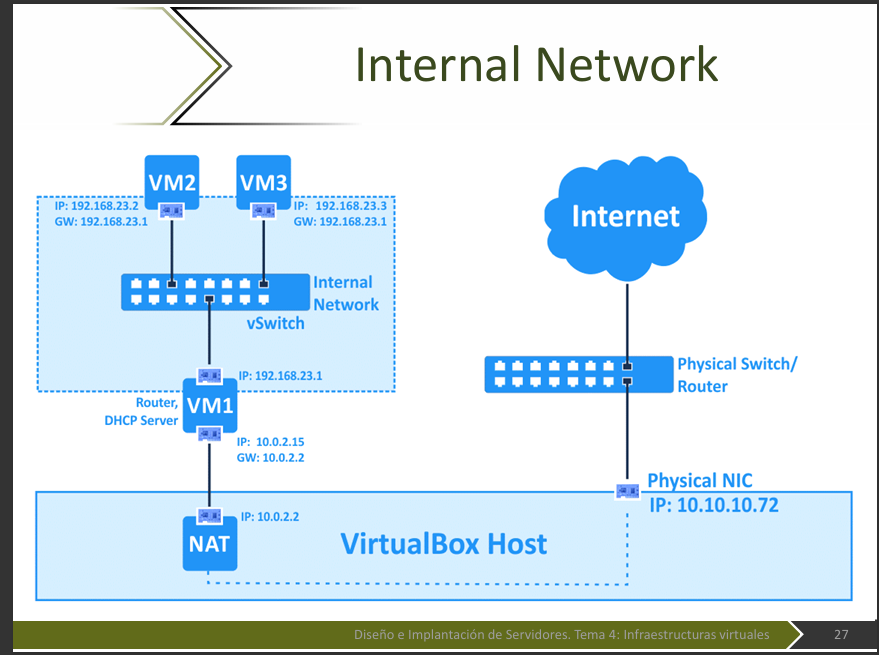 Internal Network
VM2
VM3
IP: 192.168.23.2
GW: 192.168.23.1
IP: 192.168.23.3
GW: 192.168.23.1
Internet
Internal
Network
vSwitch
IP: 192.168.23.1
Router,
DHCP Server
VM1
IP: 10.0.2.15
GW: 10.0.2.2
Physical Switch/
Router
Physical NIC
IP: 10.10.10.72
IP: 10.0.2.2
NAT
VirtualBox Host
Diseño e Implantación de Servidores. Tema 4: Infraestructuras virtuales
27